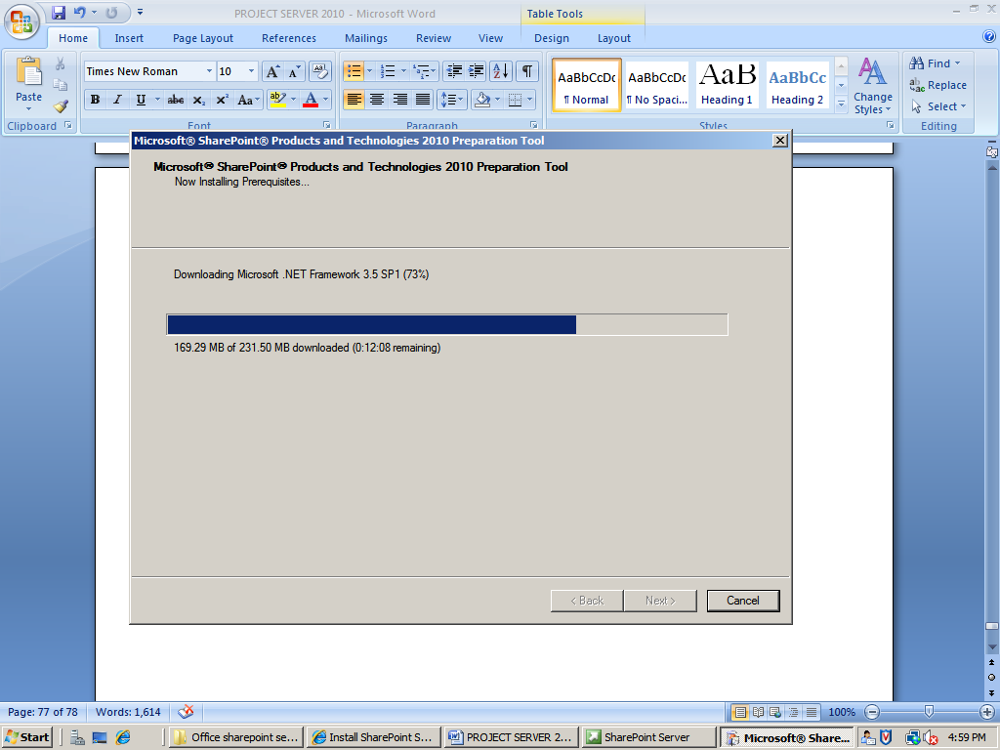 PROJECT SERVER 2010 - Microsoft Word
Table Tools
Home Insert Page Layout References Mailings Review View Design Layout
Paste
Clipboard
Times New Roman 10
B I U abc x₂ x² Aa
ab A
Font
Paragraph
AaBbCcDc AaBbCcDc AaB AaBbCc
¶ Normal ¶ No Spaci... Heading 1 Heading 2
Change
Styles
Styles
Find
Replace
Select
Editing
Microsoft® SharePoint® Products and Technologies 2010 Preparation Tool
Microsoft® SharePoint® Products and Technologies 2010 Preparation Tool
Now Installing Prerequisites...
Downloading Microsoft .NET Framework 3.5 SP1 (73%)
169.29 MB of 231.50 MB downloaded (0:12:08 remaining)
< Back Next > Cancel
Page: 77 of 78 Words: 1,614 100%
Start Office sharepoint se... Install SharePoint S... PROJECT SERVER 2... SharePoint Server Microsoft® Share... 4:59 PM